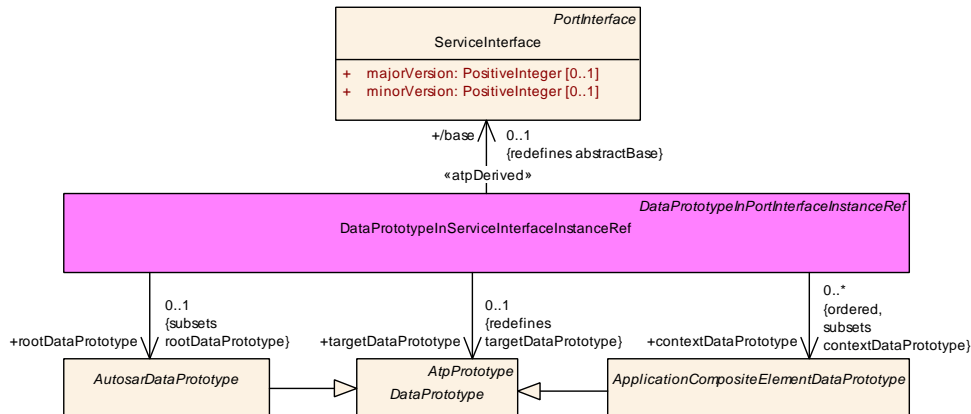 PortInterface
ServiceInterface
+ majorVersion: PositiveInteger [0..1]
+ minorVersion: PositiveInteger [0..1]
+/base 0..1
{redefines abstractBase}
«atpDerived»
DataPrototypeInPortInterfaceInstanceRef
DataPrototypeInServiceInterfaceInstanceRef
0..1
{subsets
+rootDataPrototype rootDataPrototype}
0..1
{redefines
+targetDataPrototype targetDataPrototype}
0..*
{ordered,
subsets
+contextDataPrototype contextDataPrototype}
AutosarDataPrototype
AtpPrototype
DataPrototype
ApplicationCompositeElementDataPrototype